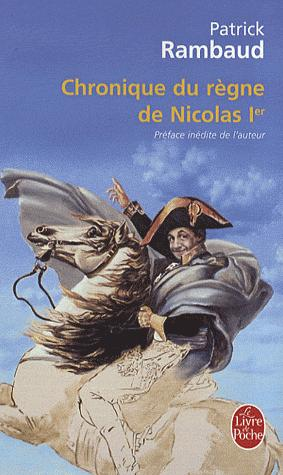 Patrick
Rambaud
Chronique du règne
de Nicolas Ier
Préface inédite de l'auteur
Le
Livre
de
Poche